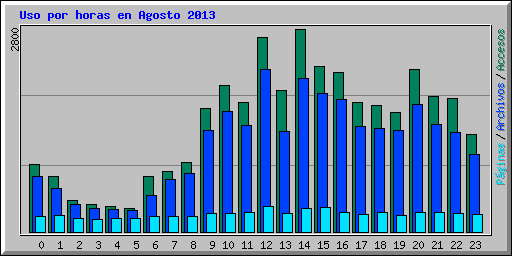 Uso por horas en Agosto 2013
2800
Páginas / Archivos / Accesos
0 1 2 3 4 5 6 7 8 9 10 11 12 13 14 15 16 17 18 19 20 21 22 23